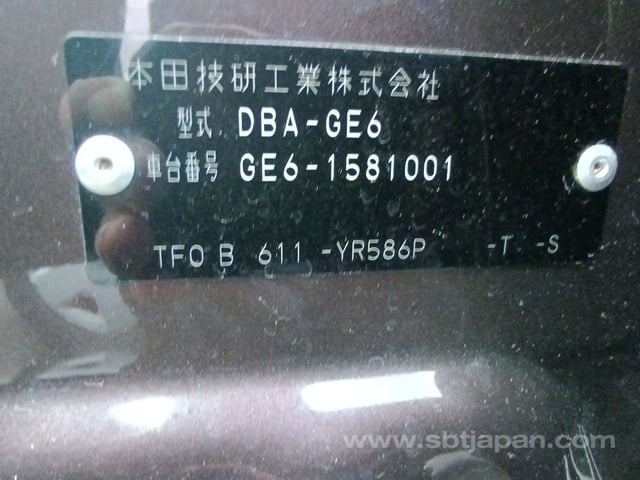 本田技研工業株式会社
型式 DBA-GE6
車台番号 GE6-1581001
TFO B 611 -YR586P -T -S
www.sbtjapan.com